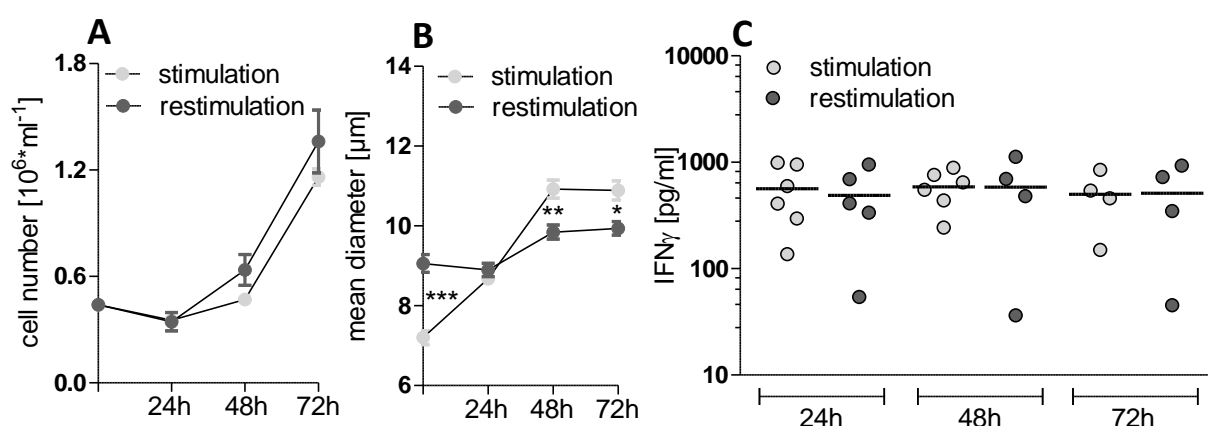 A
stimulation
restimulation
cell number [10⁶*ml⁻¹]
1.8
1.2
0.6
0.0
24h 48h 72h
B
stimulation
restimulation
mean diameter [µm]
14
12
10
8
6
***
**
*
24h 48h 72h
C
stimulation
restimulation
IFNγ [pg/ml]
10000
1000
100
10
24h 48h 72h